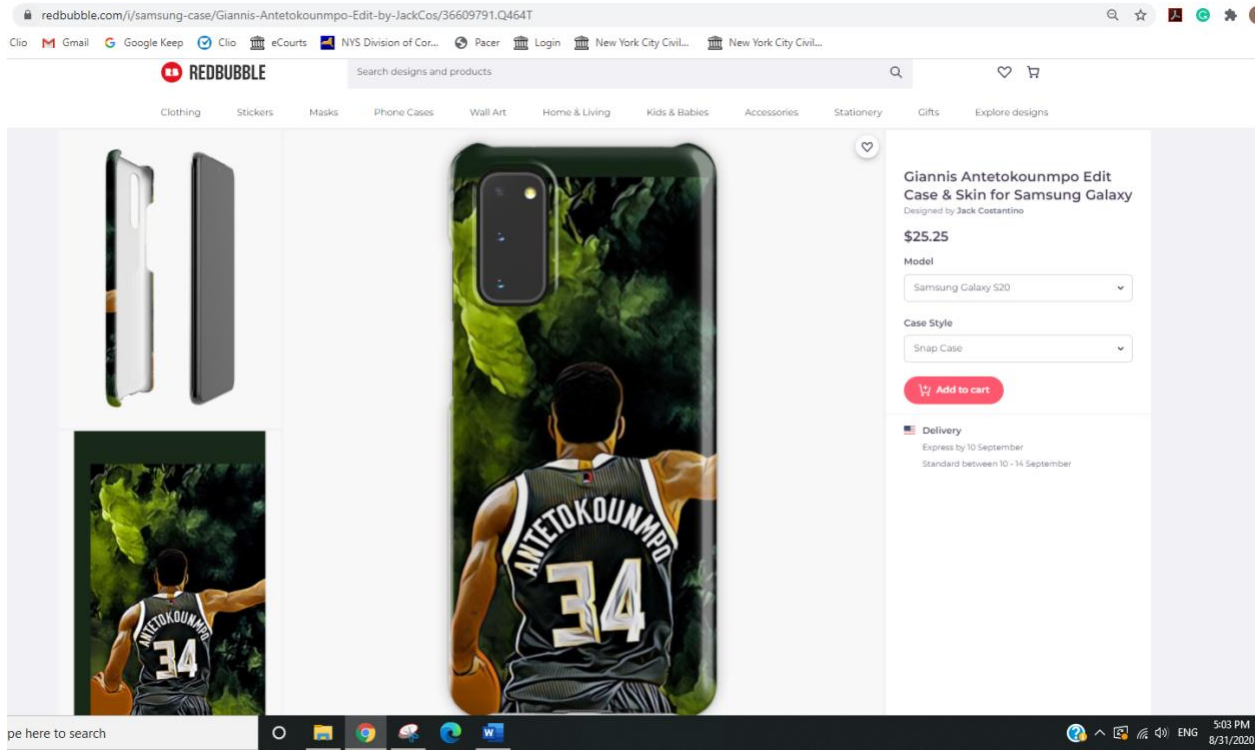 redbubble.com/i/samsung-case/Giannis-Antetokounmpo-Edit-by-JackCos/36609791.Q464T
Clio Gmail Google Keep Clio eCourts NYS Division of Cor... Pacer Login New York City Civil... New York City Civil...
RB REDBUBBLE Search designs and products
Clothing Stickers Masks Phone Cases Wall Art Home & Living Kids & Babies Accessories Stationery Gifts Explore designs
Giannis Antetokounmpo Edit
Case & Skin for Samsung Galaxy
Designed by Jack Costantino
$25.25
Model
Samsung Galaxy S20
Case Style
Snap Case
Add to cart
Delivery
Express by 10 September
Standard between 10 - 14 September
ANTETOKOUNMPO
34
ANTETOKOUNMPO
34
pe here to search
ENG
5:03 PM
8/31/2020